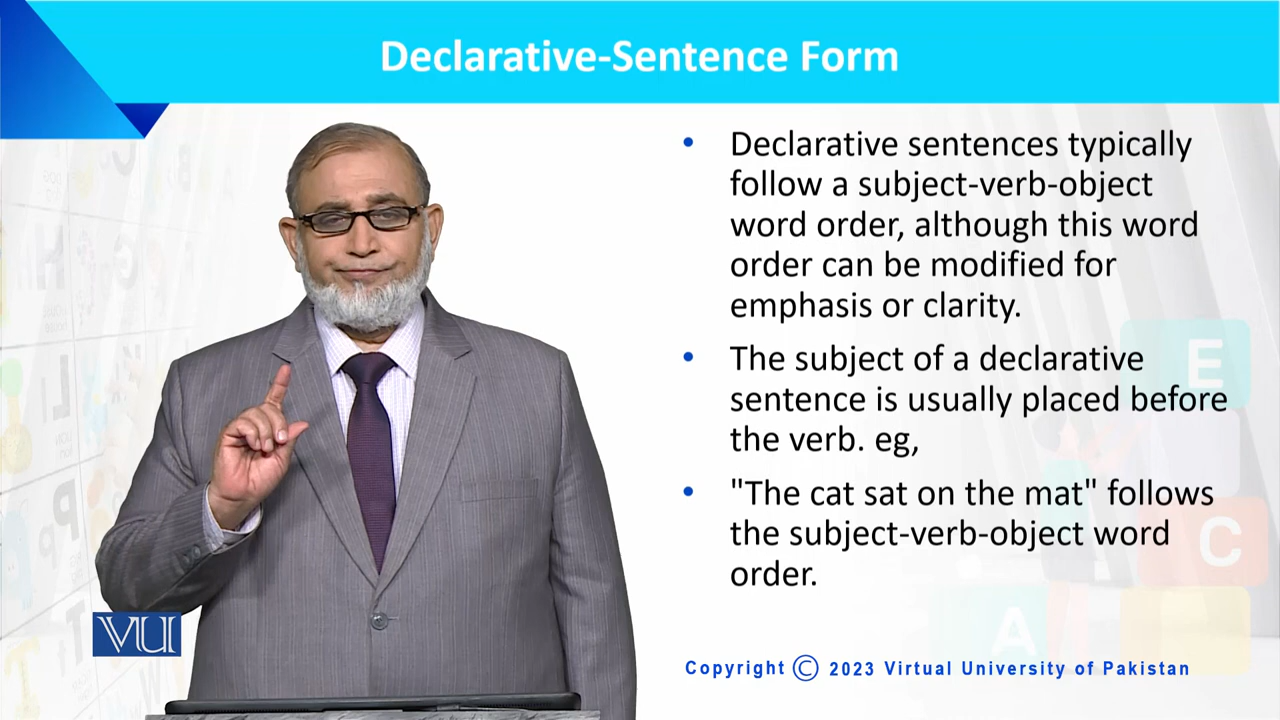 Declarative-Sentence Form
• Declarative sentences typically
follow a subject-verb-object
word order, although this word
order can be modified for
emphasis or clarity.
• The subject of a declarative
sentence is usually placed before
the verb. eg,
• "The cat sat on the mat" follows
the subject-verb-object word
order.
E
C
A
VU
Copyright © 2023 Virtual University of Pakistan